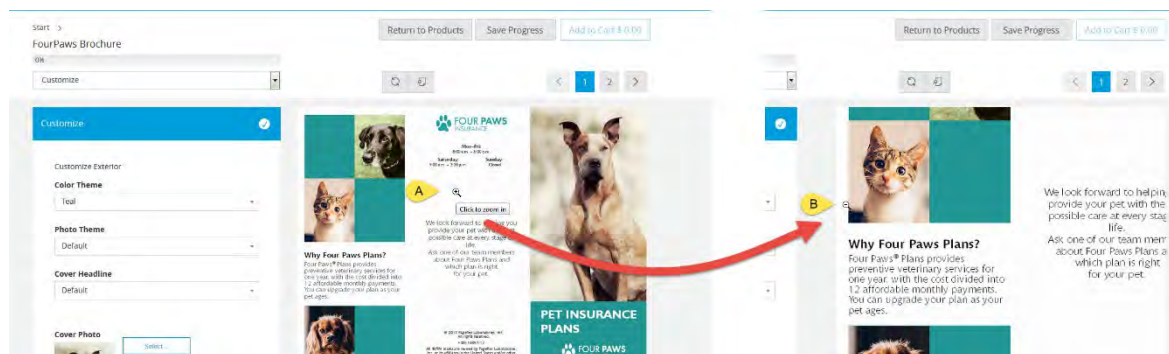 Start >
FourPaws Brochure
0%
Customize
Return to Products
Save Progress
Add to Cart $ 0.00
< 1 2 >
Customize
Customize Exterior
Color Theme
Teal
Photo Theme
Default
Cover Headline
Default
Cover Photo
Select...
FOUR PAWS
INSURANCE
Mon-Fri
Saturday
Sunday
Closed
A
Click to zoom in
We look forward to helping you
provide your pet with
possible care at every stage
life.
Ask one of our team members
about Four Paws Plans and
which plan is right
for your pet.
Why Four Paws Plans?
Four Paws® Plans provides
preventive veterinary services for
one year, with the cost divided into
12 affordable monthly payments.
You can upgrade your plan as your
pet ages.
PET INSURANCE
PLANS
FOUR PAWS
Return to Products
Save Progress
Add to Cart $ 0.00
< 1 2 >
B
Why Four Paws Plans?
Four Paws® Plans provides
preventive veterinary services for
one year, with the cost divided into
12 affordable monthly payments.
You can upgrade your plan as your
pet ages.
We look forward to helpin
provide your pet with the
possible care at every stag
life.
Ask one of our team mem
about Four Paws Plans a
which plan is right
for your pet.